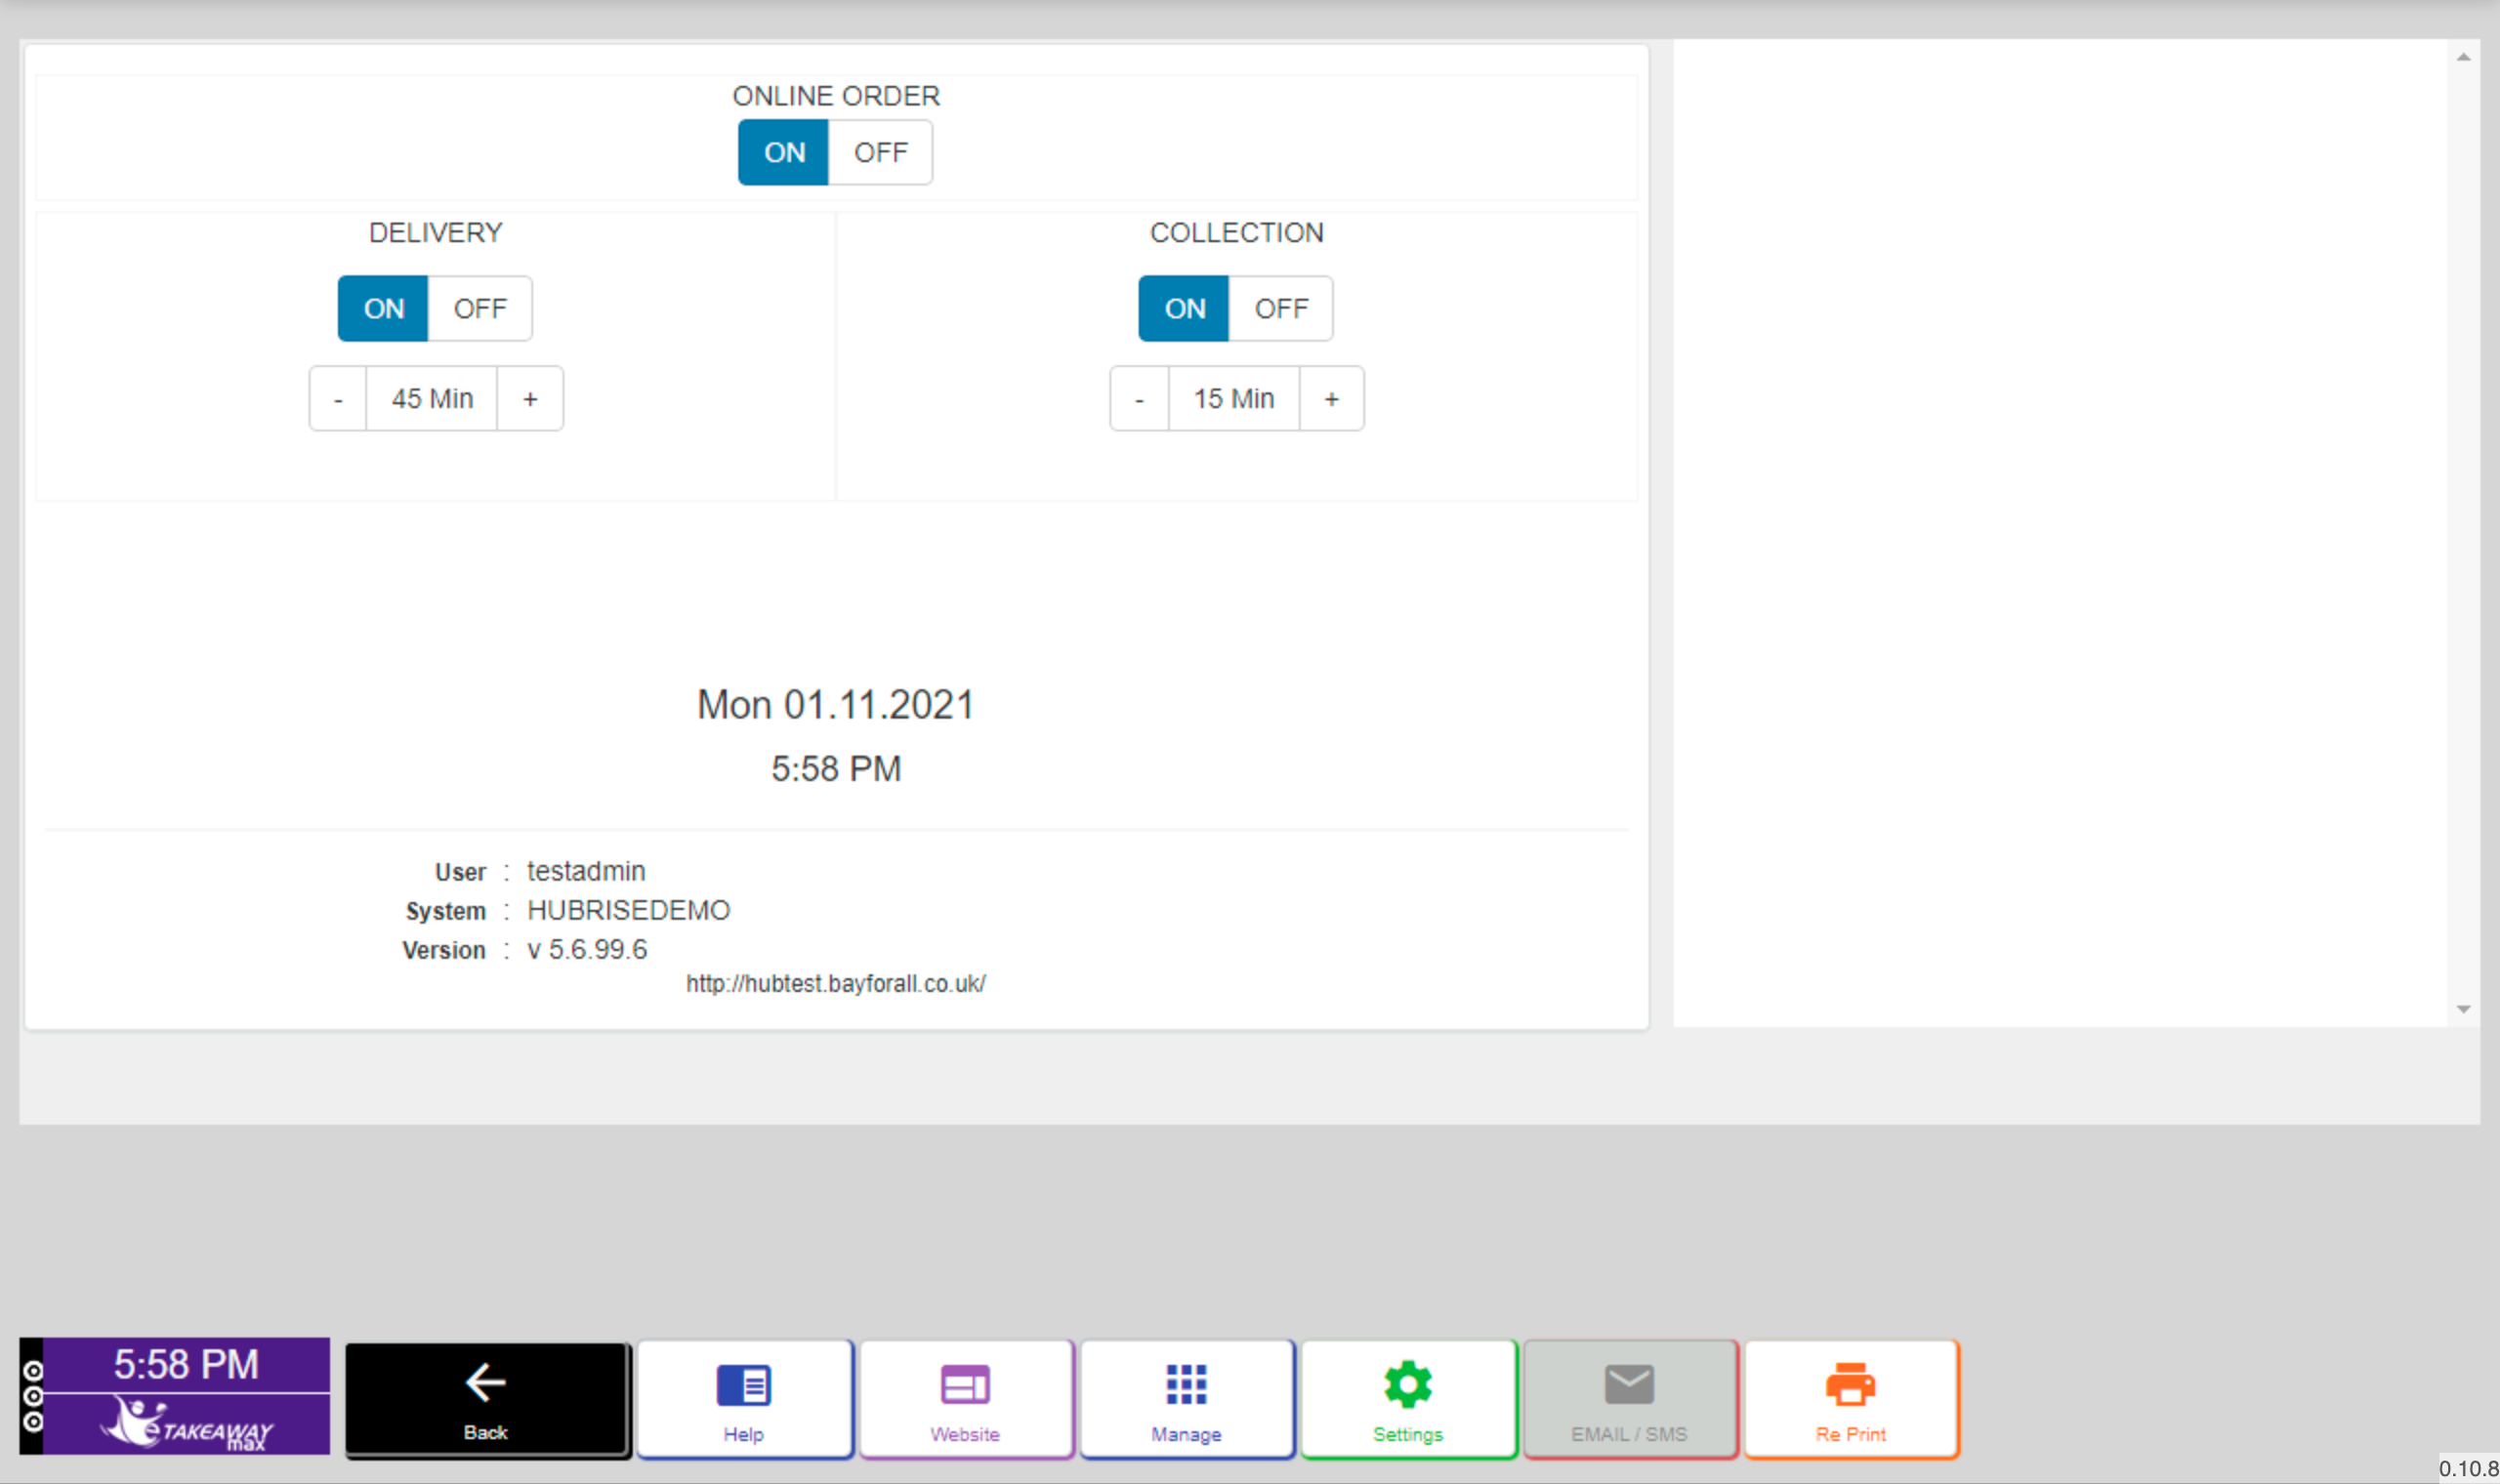 ONLINE ORDER
ON OFF
DELIVERY
ON OFF
- 45 Min +
COLLECTION
ON OFF
- 15 Min +
Mon 01.11.2021
5:58 PM
User : testadmin
System : HUBRISEDEMO
Version : v 5.6.99.6
http://hubtest.bayforall.co.uk/
5:58 PM
eTAKEAWAY
max
Back
Help
Website
Manage
Settings
EMAIL / SMS
Re Print
0.10.8